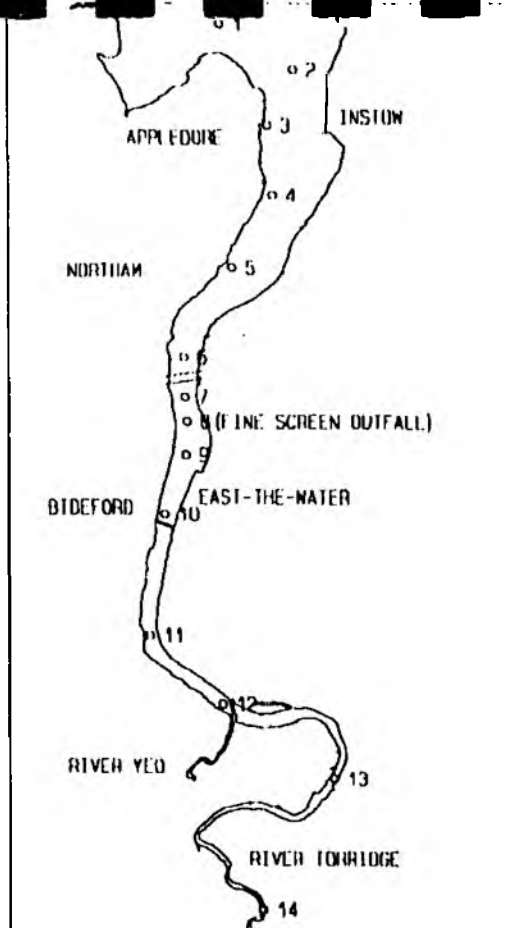 2
INSTOW
APPLEDORE
3
4
NORTHAM
5
6
7
8 (FINE SCREEN OUTFALL)
9
EAST-THE-WATER
BIDEFORD
10
11
12
RIVER YEO
13
RIVER TORRIDGE
14